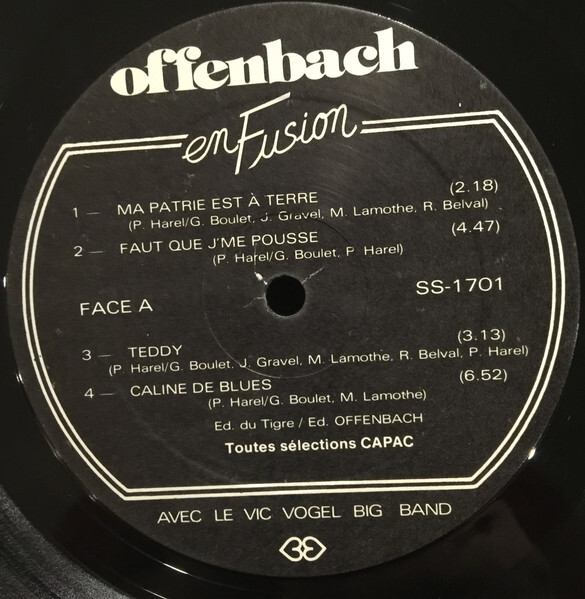 offenbach
en Fusion
1 — MA PATRIE EST À TERRE (2.18)
(P. Harel/G. Boulet, J. Gravel, M. Lamothe, R. Belval)
2 — FAUT QUE J'ME POUSSE (4.47)
(P. Harel/G. Boulet, P. Harel)
FACE A SS-1701
3 — TEDDY (3.13)
(P. Harel/G. Boulet, J. Gravel, M. Lamothe, R. Belval, P. Harel)
4 — CALINE DE BLUES (6.52)
(P. Harel/G. Boulet, M. Lamothe)
Ed. du Tigre / Ed. OFFENBACH
Toutes sélections CAPAC
AVEC LE VIC VOGEL BIG BAND